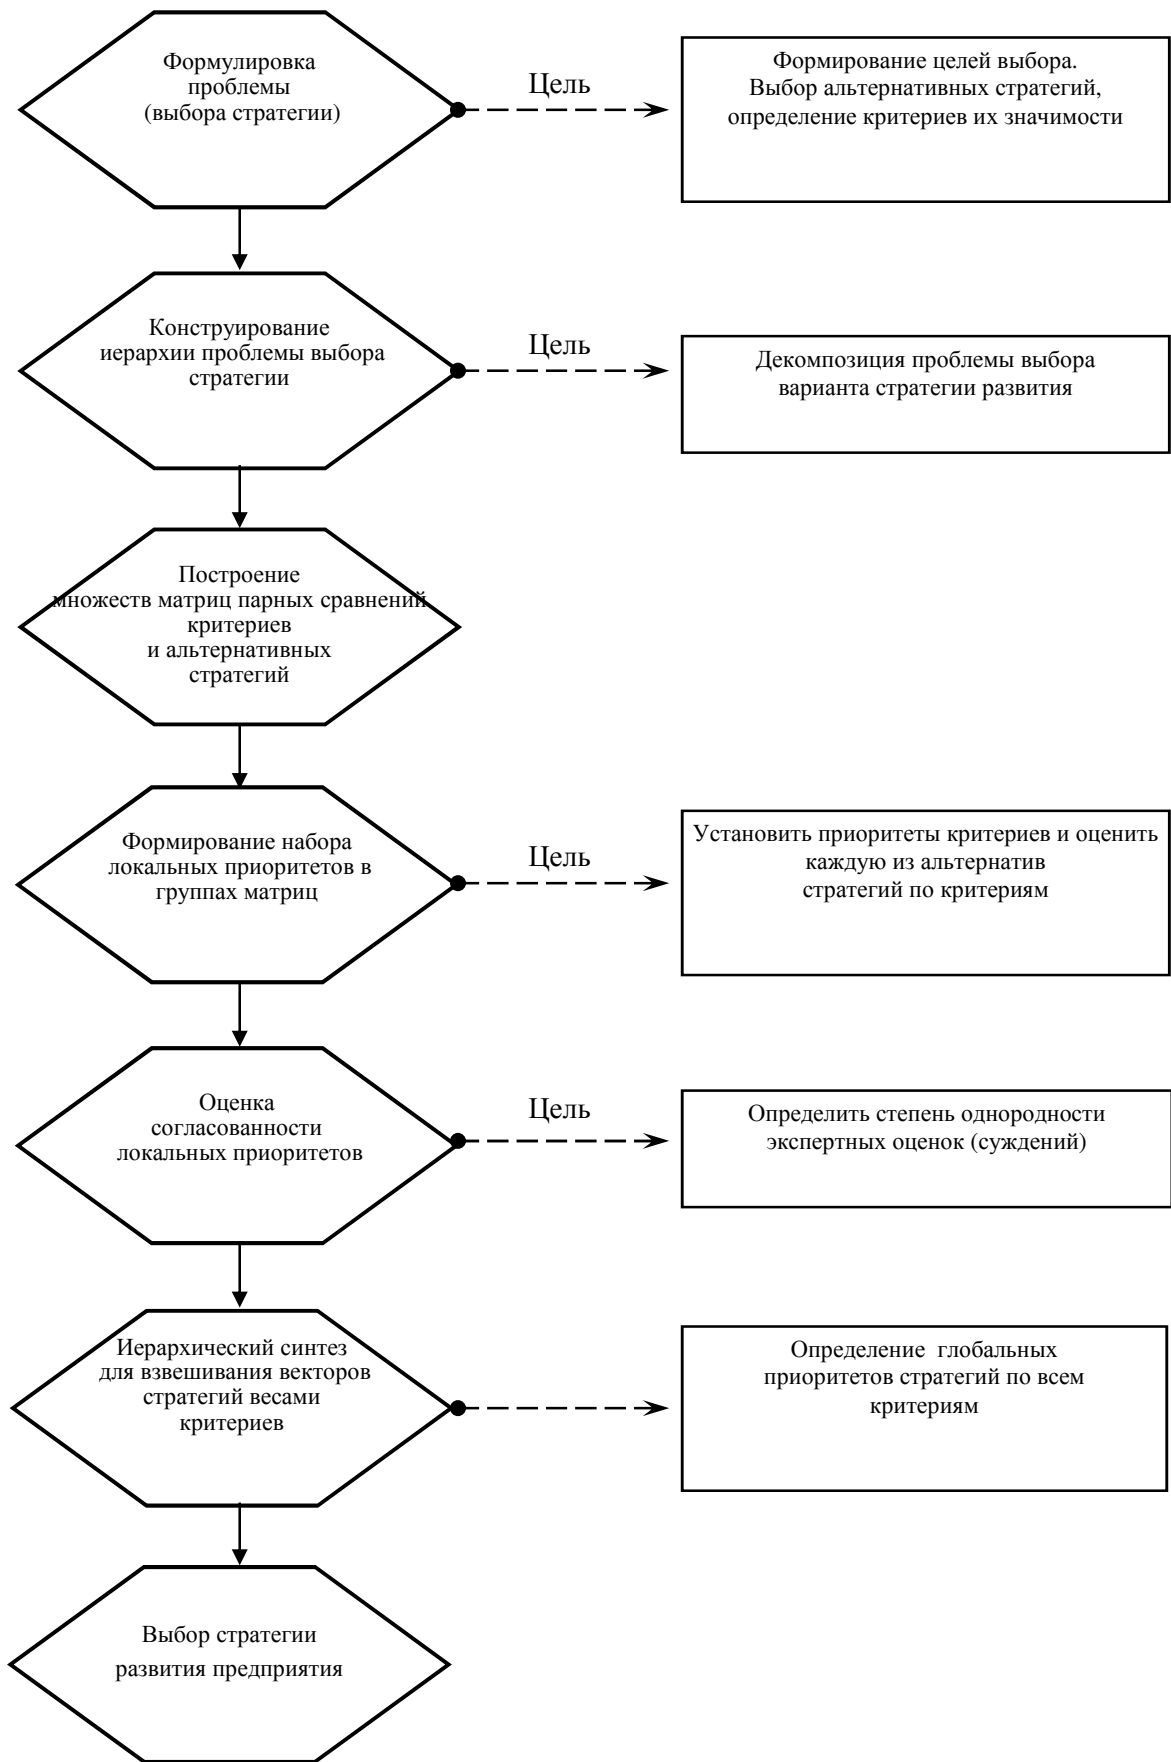 Формулировка
проблемы
(выбора стратегии)
Цель
Формирование целей выбора.
Выбор альтернативных стратегий,
определение критериев их значимости
Конструирование
иерархии проблемы выбора
стратегии
Цель
Декомпозиция проблемы выбора
варианта стратегии развития
Построение
множеств матриц парных сравнений
критериев
и альтернативных
стратегий
Формирование набора
локальных приоритетов в
группах матриц
Цель
Установить приоритеты критериев и оценить
каждую из альтернатив
стратегий по критериям
Оценка
согласованности
локальных приоритетов
Цель
Определить степень однородности
экспертных оценок (суждений)
Иерархический синтез
для взвешивания векторов
стратегий весами
критериев
Определение глобальных
приоритетов стратегий по всем
критериям
Выбор стратегии
развития предприятия